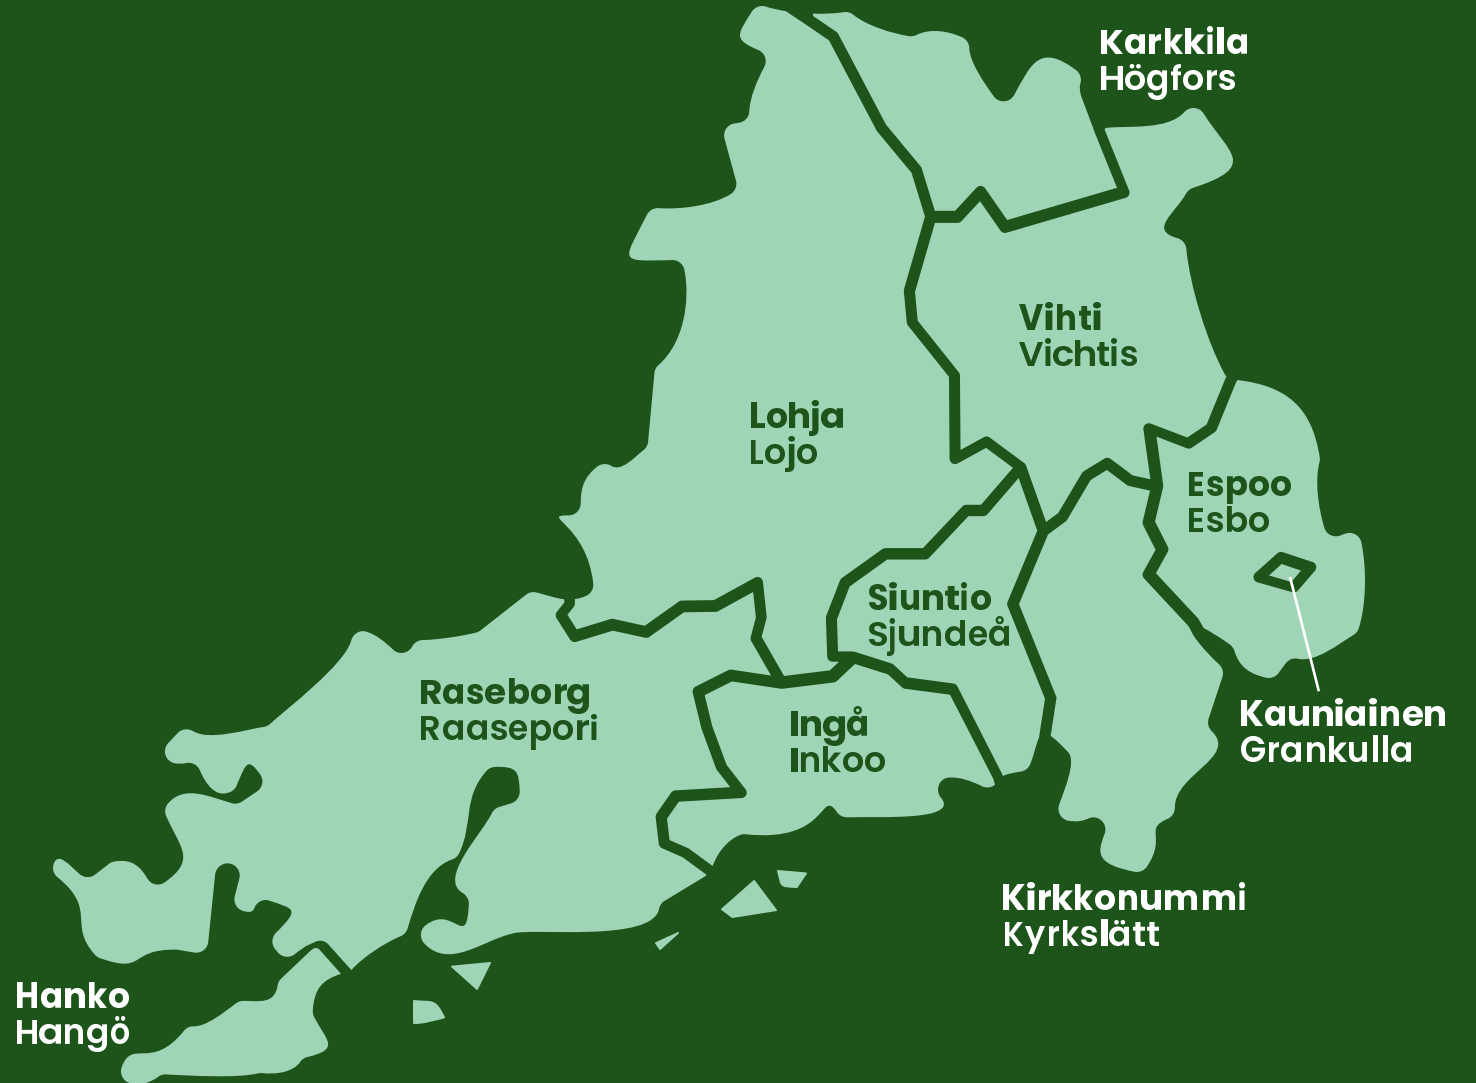 Karkkila
Högfors
Vihti
Vichtis
Lohja
Lojo
Espoo
Esbo
Siuntio
Sjundeå
Raseborg
Raasepori
Ingå
Inkoo
Kauniainen
Grankulla
Kirkkonummi
Kyrkslätt
Hanko
Hangö